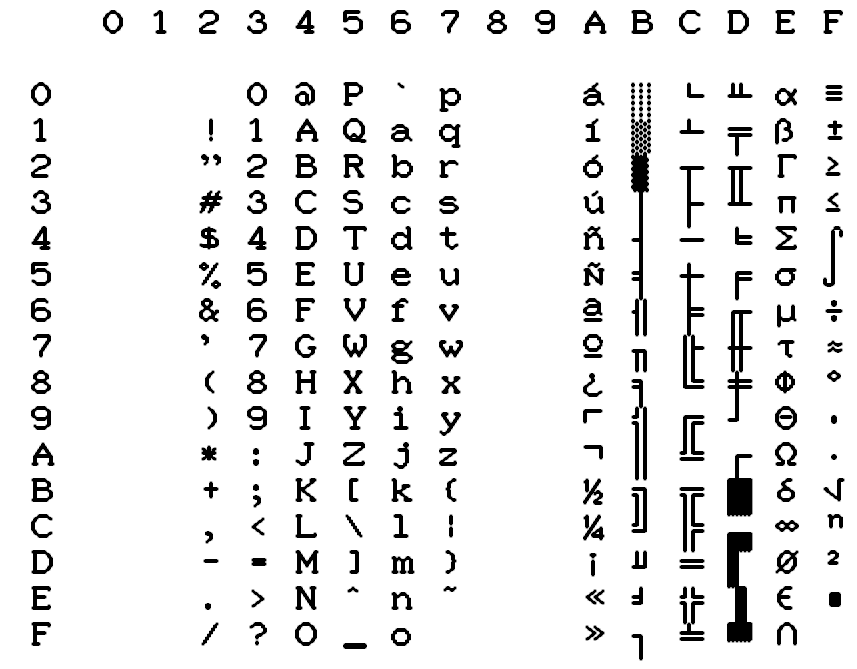 0 1 2 3 4 5 6 7 8 9 A B C D E F
0 0 @ P ` p á ░ └ ╨ α ≡
1 ! 1 A Q a q í ▒ ┴ ╤ β ±
2 " 2 B R b r ó ▓ ┬ ╥ Γ ≥
3 # 3 C S c s ú │ ├ ╙ π ≤
4 $ 4 D T d t ñ ┤ ─ ╘ Σ ⌠
5 % 5 E U e u Ñ ╡ ┼ ╒ σ ⌡
6 & 6 F V f v ª ╢ ╞ ╓ μ ÷
7 ' 7 G W g w º ╖ ╟ ╫ τ ≈
8 ( 8 H X h x ¿ ╕ ╚ ╪ Φ ⋄
9 ) 9 I Y i y ⌐ ╣ ╔ ┘ Θ ∙
A * : J Z j z ¬ ║ ╩ ┌ Ω ·
B + ; K [ k { ½ ╗ ╦ █ δ √
C , < L \ l ¦ ¼ ╝ ╠ ▄ ∞ ⁿ
D - = M ] m } ¡ ╜ ═ ▌ Ø ²
E . > N ^ n ~ « ╛ ╬ ▐ ∈ ■
F / ? O _ o » ┐ ╧ ▀ ∩